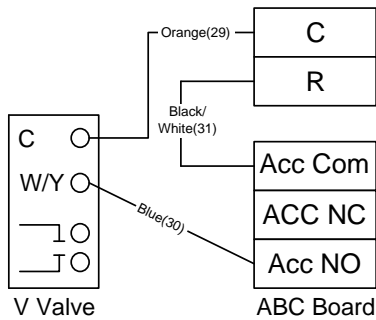 Orange(29)
C
R
Black/
White(31)
C
W/Y
Acc Com
ACC NC
Blue(30)
Acc NO
V Valve
ABC Board